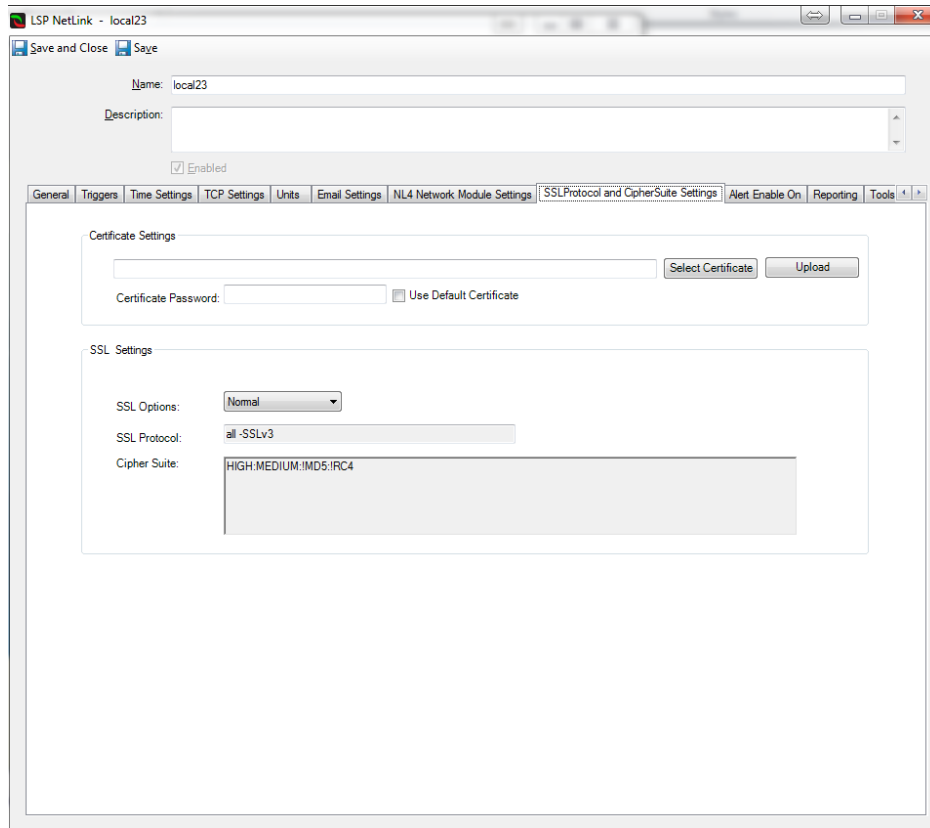 LSP NetLink - local23
Save and Close Save
Name: local23
Description:
Enabled
General Triggers Time Settings TCP Settings Units Email Settings NL4 Network Module Settings SSLProtocol and CipherSuite Settings Alert Enable On Reporting Tools
Certificate Settings
Select Certificate Upload
Certificate Password: Use Default Certificate
SSL Settings
SSL Options: Normal
SSL Protocol: all -SSLv3
Cipher Suite: HIGH:MEDIUM:!MD5:!RC4